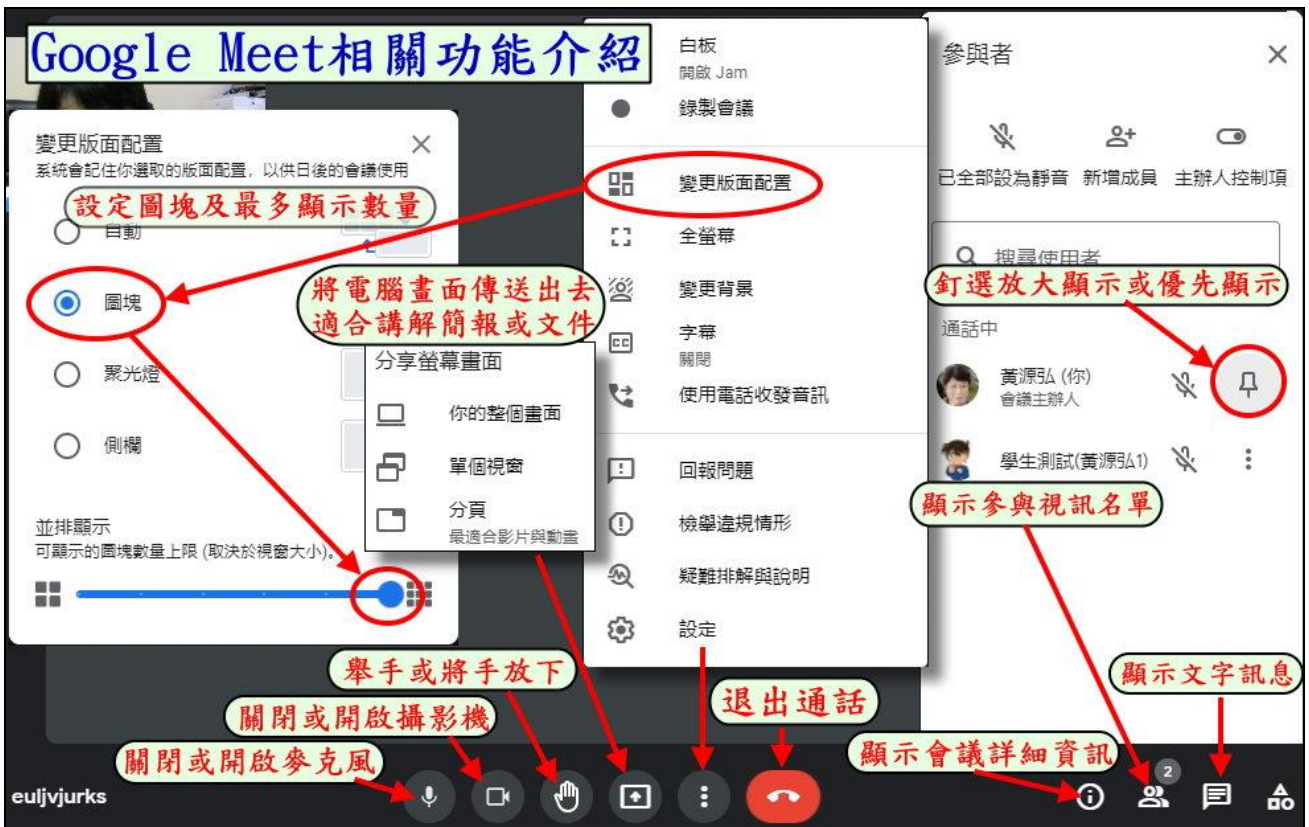 Google Meet相關功能介紹
變更版面配置
系統會記住你選取的版面配置，以供日後的會議使用
設定圖塊及最多顯示數量
自動
圖塊
聚光燈
側欄
並排顯示
可顯示的圖塊數量上限 (取決於視窗大小)。
將電腦畫面傳送出去
適合講解簡報或文件
分享螢幕畫面
你的整個畫面
單個視窗
分頁
最適合影片與動畫
白板
開啟 Jam
錄製會議
變更版面配置
全螢幕
變更背景
字幕
關閉
使用電話收發音訊
回報問題
檢舉違規情形
疑難排解與說明
設定
參與者
已全部設為靜音 新增成員 主辦人控制項
搜尋使用者
釘選放大顯示或優先顯示
通話中
黃源弘 (你)
會議主辦人
學生測試(黃源弘1)
顯示參與視訊名單
舉手或將手放下
關閉或開啟攝影機
關閉或開啟麥克風
退出通話
顯示會議詳細資訊
顯示文字訊息
euljvjurks
2